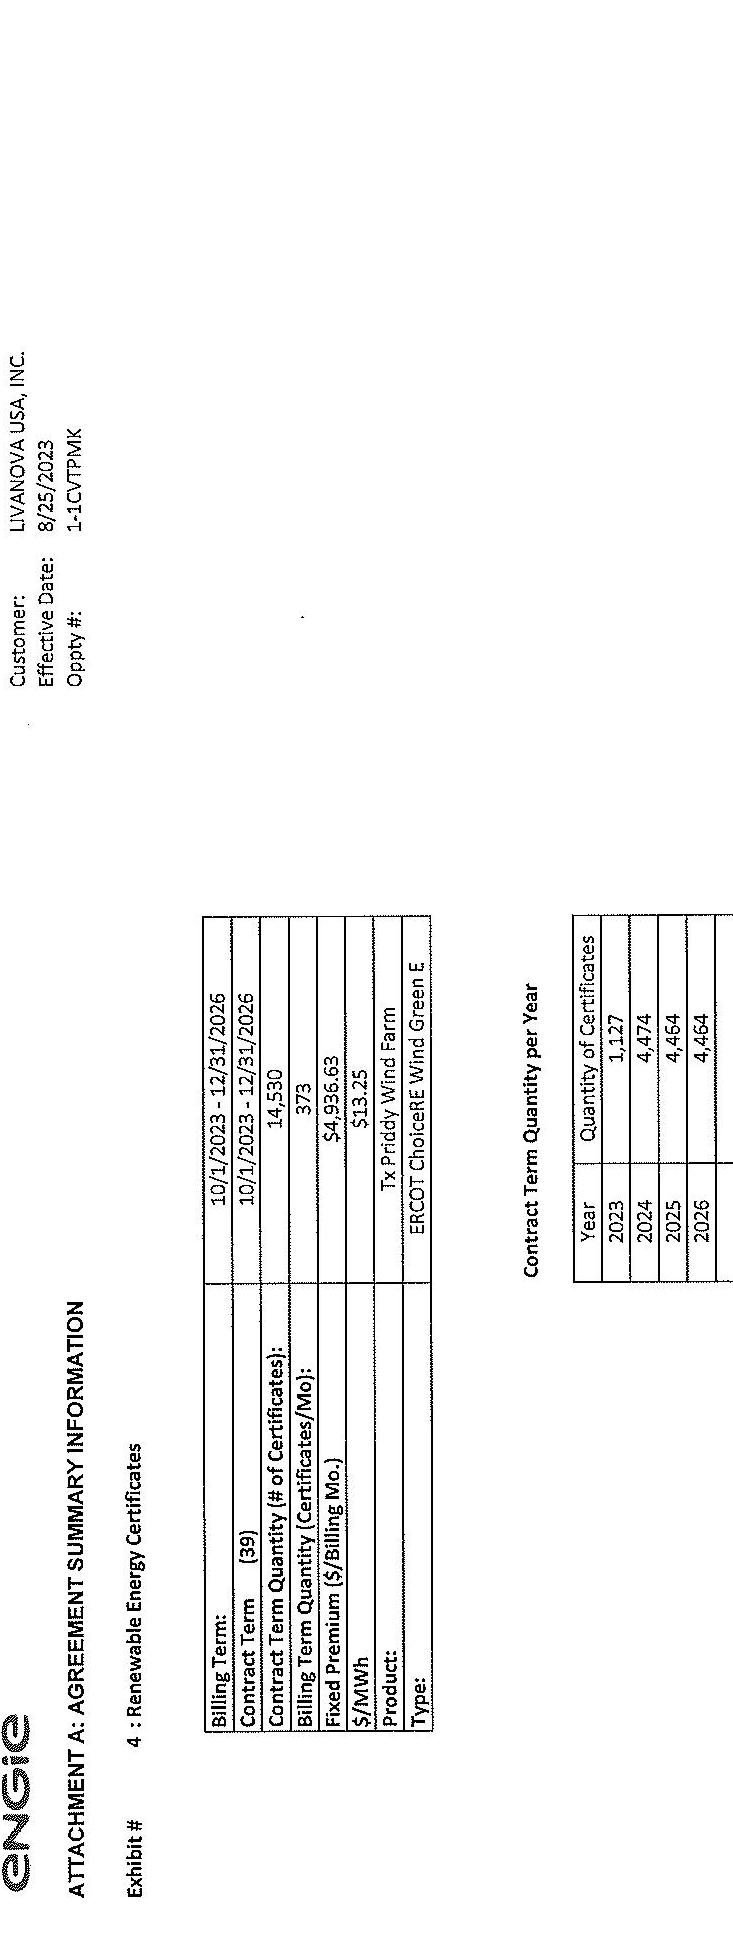 ENGIE
Customer: LIVANOVA USA, INC.
Effective Date: 8/25/2023
Oppty #: 1-1CVTPMK
ATTACHMENT A: AGREEMENT SUMMARY INFORMATION
Exhibit # 4 : Renewable Energy Certificates
Billing Term: 10/1/2023 - 12/31/2026
Contract Term (39) 10/1/2023 - 12/31/2026
Contract Term Quantity (# of Certificates): 14,530
Billing Term Quantity (Certificates/Mo): 373
Fixed Premium ($/Billing Mo.) $4,936.63
$/MWh $13.25
Product: Tx Priddy Wind Farm
Type: ERCOT ChoiceRE Wind Green E
Contract Term Quantity per Year
Year Quantity of Certificates
2023 1,127
2024 4,474
2025 4,464
2026 4,464